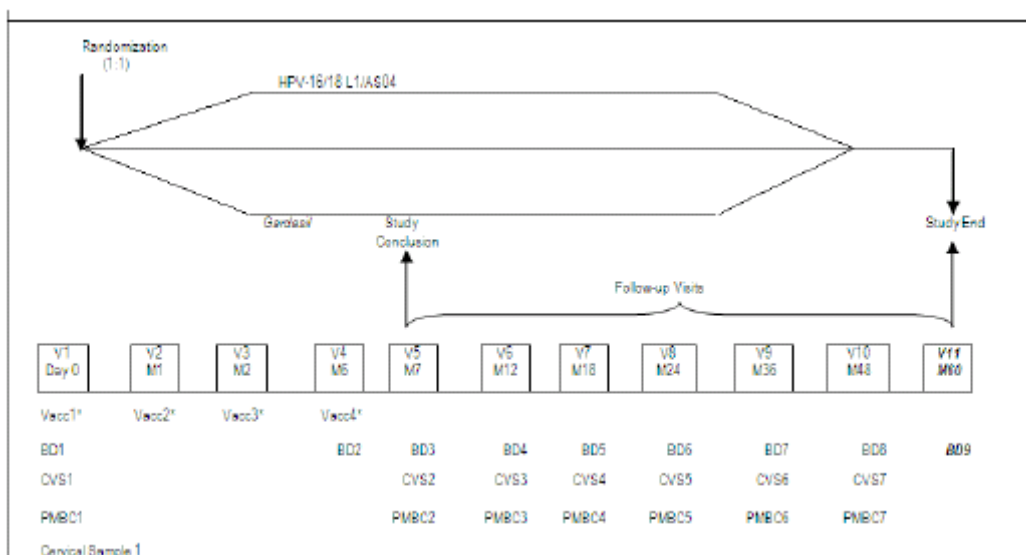 Randomization
(1:1)
HPV-16/18 L1/AS04
Gardasil
Study
Conclusion
Study End
Follow-up Visits
V1 V2 V3 V4 V5 V6 V7 V8 V9 V10 V11
Day 0 M1 M2 M6 M7 M12 M18 M24 M36 M48 M60
Vacc1* Vacc2* Vacc3* Vacc4*
BD1 BD2 BD3 BD4 BD5 BD6 BD7 BD8 BD9
CVS1 CVS2 CVS3 CVS4 CVS5 CVS6 CVS7
PMBC1 PMBC2 PMBC3 PMBC4 PMBC5 PMBC6 PMBC7
Cervical Sample 1